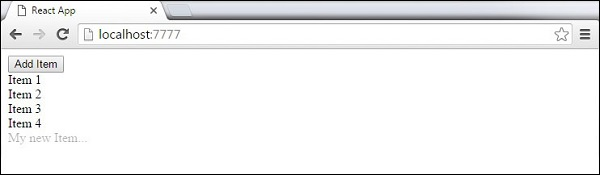 React App
localhost:7777
Add Item
Item 1
Item 2
Item 3
Item 4
My new Item...